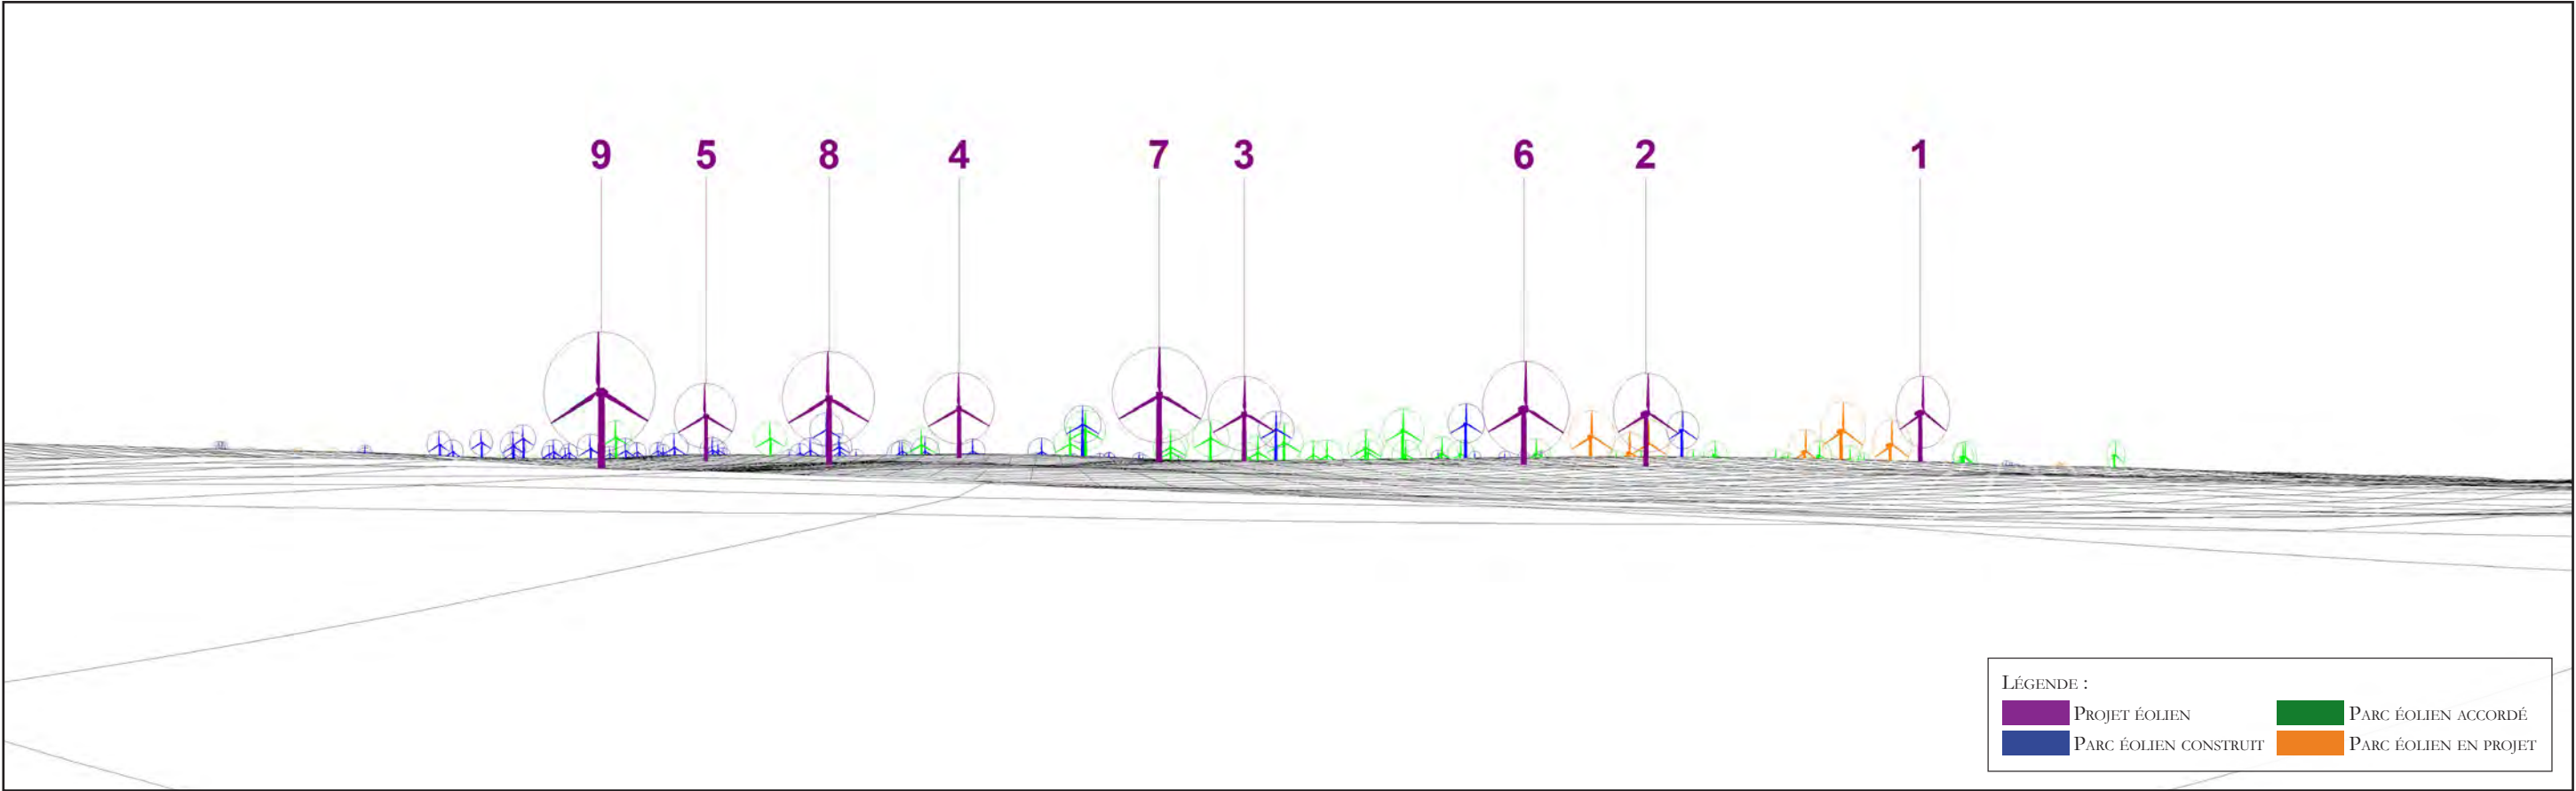 9 5 8 4 7 3 6 2 1
LÉGENDE :
PROJET ÉOLIEN PARC ÉOLIEN ACCORDÉ
PARC ÉOLIEN CONSTRUIT PARC ÉOLIEN EN PROJET